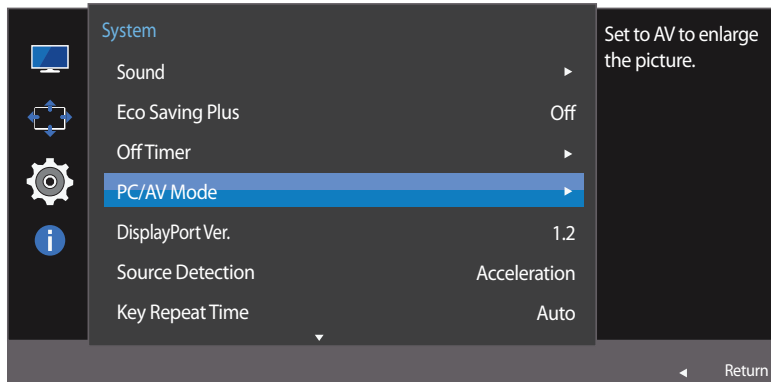 System
Sound
Eco Saving Plus Off
Off Timer
PC/AV Mode
DisplayPort Ver. 1.2
Source Detection Acceleration
Key Repeat Time Auto
Set to AV to enlarge
the picture.
Return